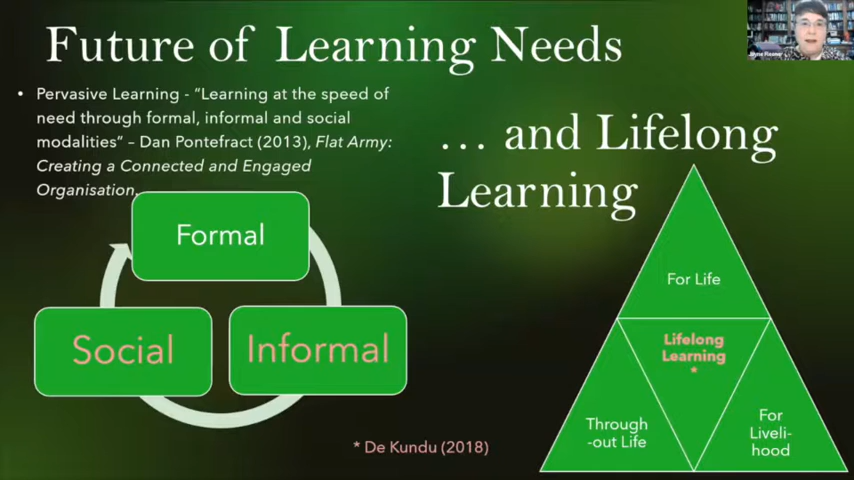 Future of Learning Needs
• Pervasive Learning - "Learning at the speed of
need through formal, informal and social
modalities" – Dan Pontefract (2013), Flat Army:
Creating a Connected and Engaged
Organisation.
Formal
Social
Informal
* De Kundu (2018)
… and Lifelong
Learning
For Life
Lifelong
Learning
*
Through
-out Life
For
Liveli-
hood